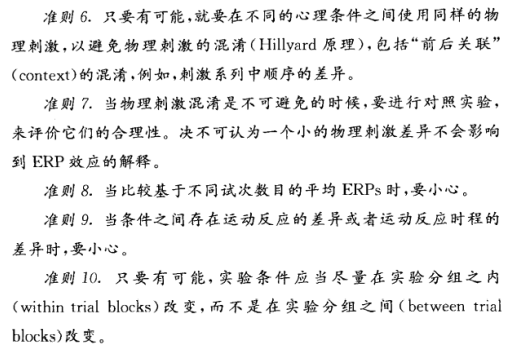 准则 6. 只要有可能,就要在不同的心理条件之间使用同样的物
理刺激,以避免物理刺激的混淆(Hillyard 原理),包括“前后关联”
(context)的混淆,例如,刺激系列中顺序的差异。
准则 7. 当物理刺激混淆是不可避免的时候,要进行对照实验,
来评价它们的合理性。决不可认为一个小的物理刺激差异不会影响
到 ERP 效应的解释。
准则 8. 当比较基于不同试次数目的平均 ERPs 时,要小心。
准则 9. 当条件之间存在运动反应的差异或者运动反应时程的
差异时,要小心。
准则 10. 只要有可能,实验条件应当尽量在实验分组之内
(within trial blocks)改变,而不是在实验分组之间(between trial
blocks)改变。